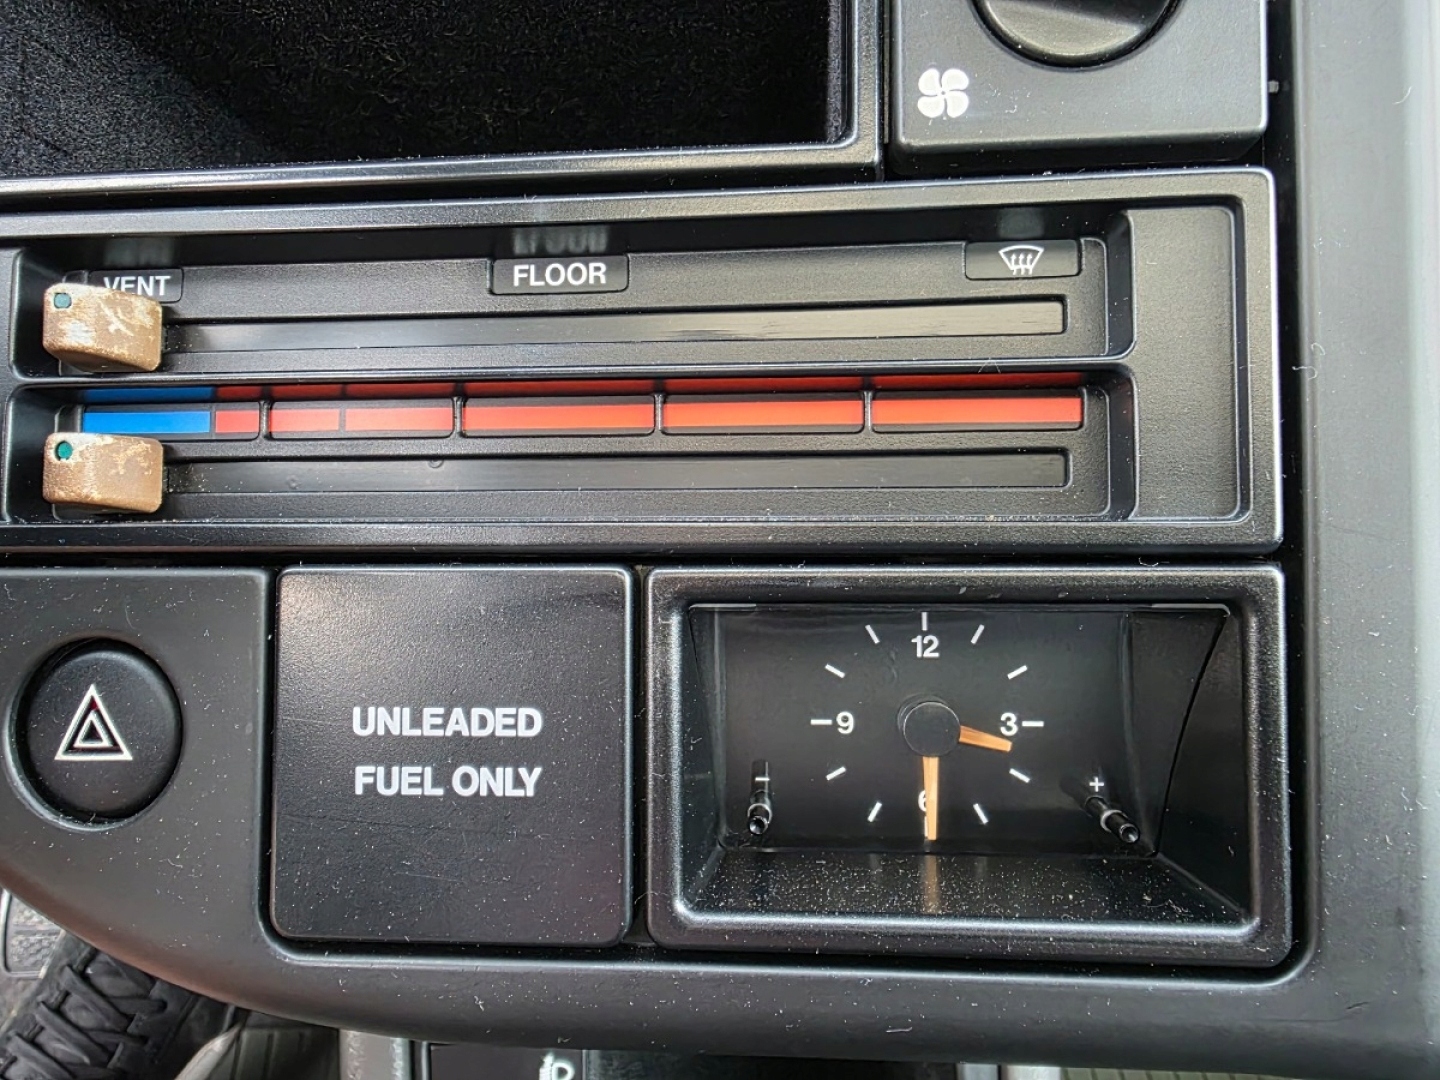 VENT
FLOOR
UNLEADED
FUEL ONLY
12
9
3
6
-
+